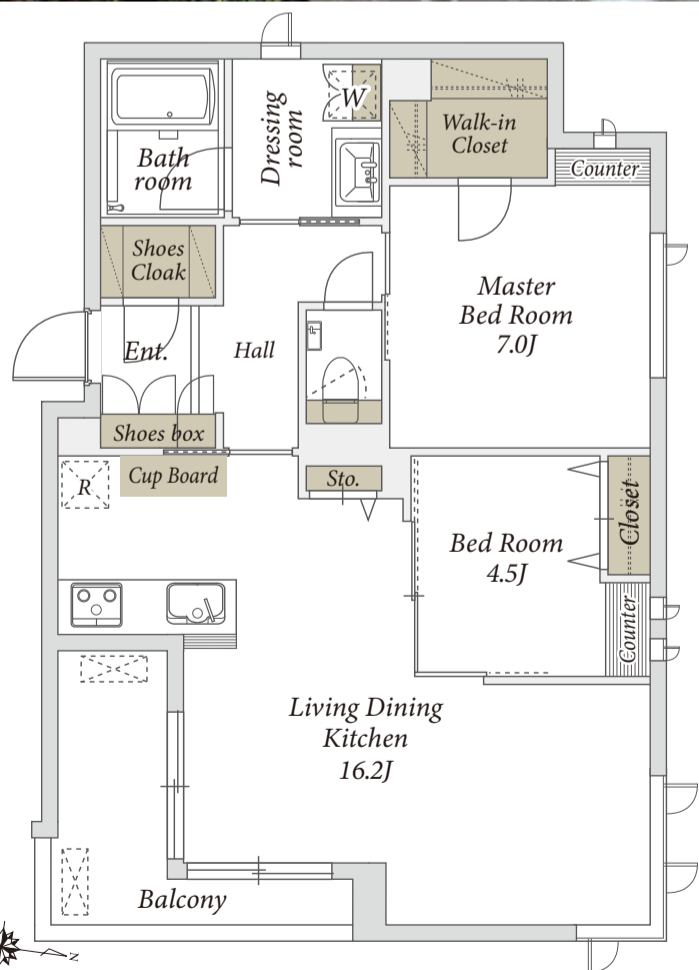 Bath
room
Dressing
room
W
Walk-in
Closet
Counter
Shoes
Cloak
Master
Bed Room
7.0J
Ent.
Hall
Shoes box
Cup Board
R
Sto.
Bed Room
4.5J
Closet
Counter
Living Dining
Kitchen
16.2J
Balcony
N